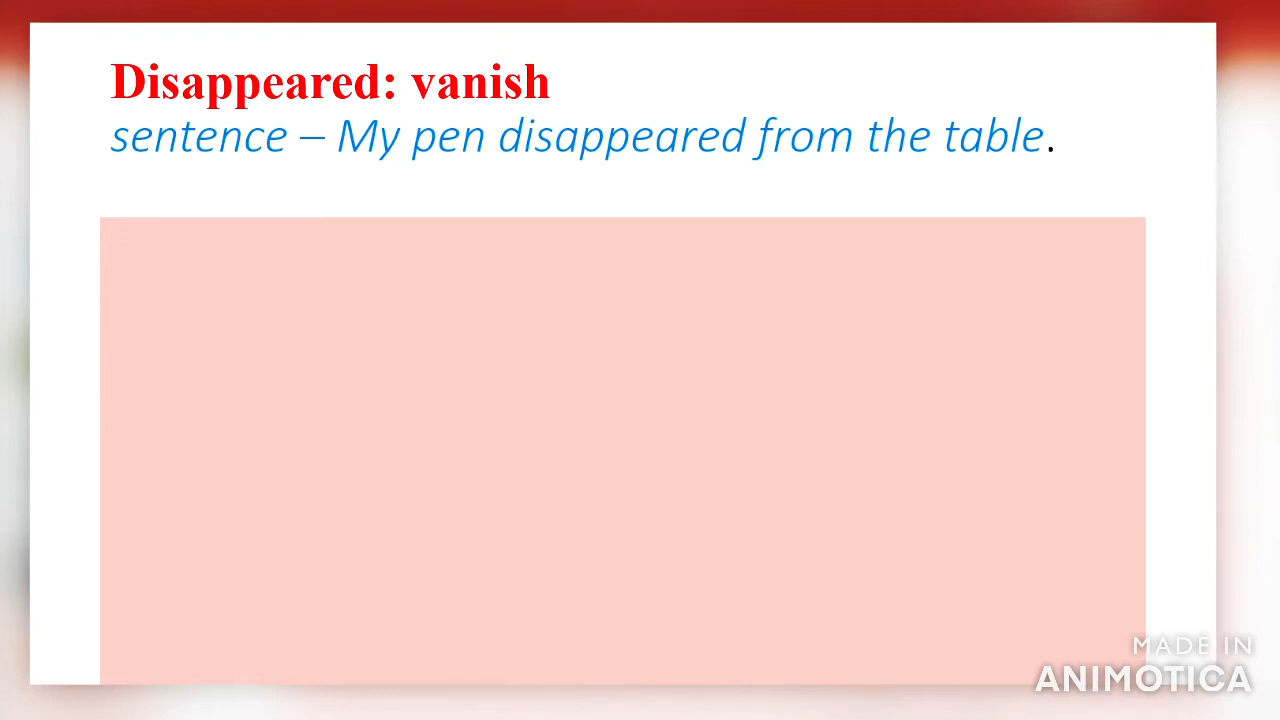 Disappeared: vanish
sentence – My pen disappeared from the table.
MADE IN
ANIMOTICA